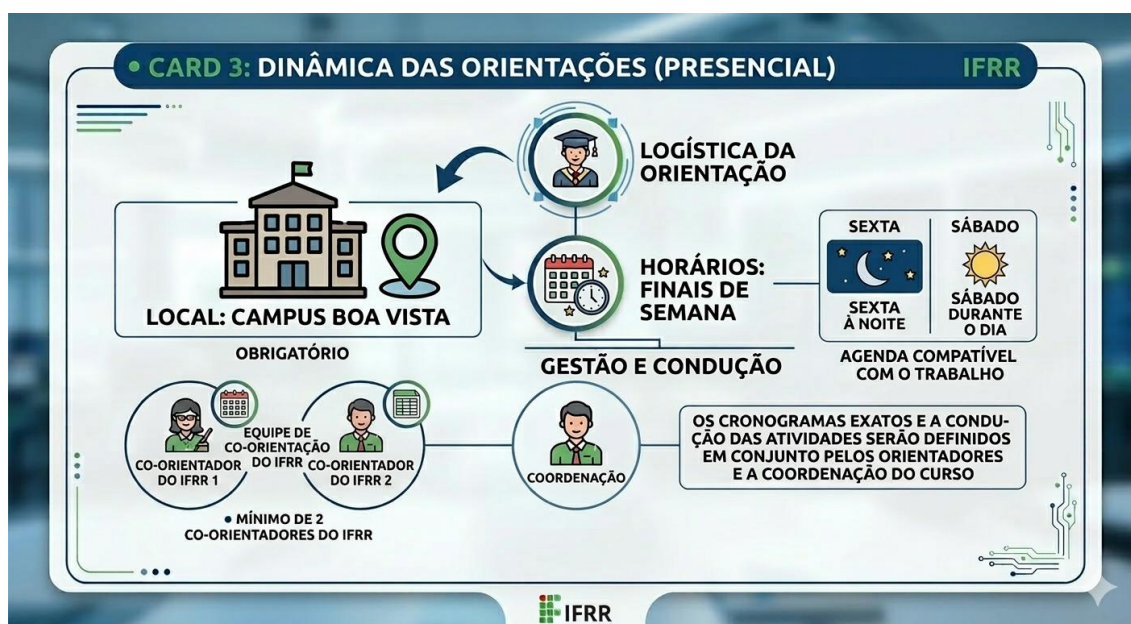 • CARD 3: DINÂMICA DAS ORIENTAÇÕES (PRESENCIAL)
IFRR
LOGÍSTICA DA
ORIENTAÇÃO
LOCAL: CAMPUS BOA VISTA
OBRIGATÓRIO
HORÁRIOS:
FINAIS DE
SEMANA
SEXTA
SEXTA
À NOITE
SÁBADO
SÁBADO
DURANTE
O DIA
AGENDA COMPATÍVEL
COM O TRABALHO
GESTÃO E CONDUÇÃO
EQUIPE DE
CO-ORIENTAÇÃO
DO IFRR
CO-ORIENTADOR
DO IFRR 1
CO-ORIENTADOR
DO IFRR 2
• MÍNIMO DE 2
CO-ORIENTADORES DO IFRR
COORDENAÇÃO
OS CRONOGRAMAS EXATOS E A CONDU-
ÇÃO DAS ATIVIDADES SERÃO DEFINIDOS
EM CONJUNTO PELOS ORIENTADORES
E A COORDENAÇÃO DO CURSO
IFRR